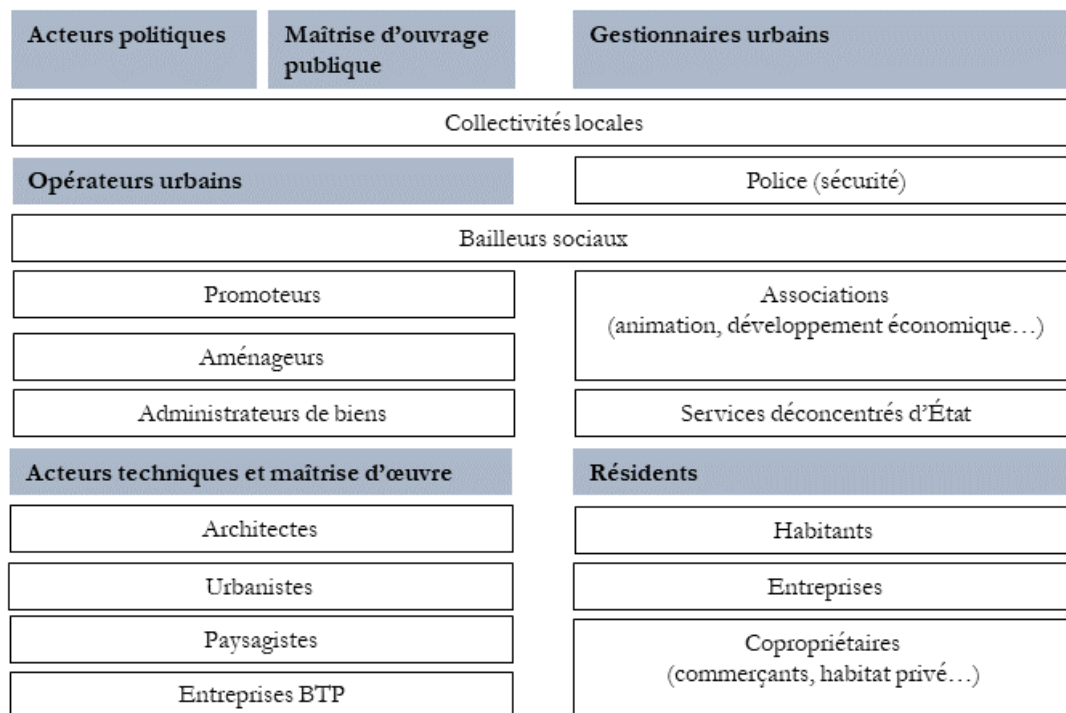 Acteurs politiques
Maîtrise d’ouvrage
publique
Gestionnaires urbains
Collectivités locales
Opérateurs urbains
Police (sécurité)
Bailleurs sociaux
Promoteurs
Associations
(animation, développement économique…)
Aménageurs
Administrateurs de biens
Services déconcentrés d’État
Acteurs techniques et maîtrise d’œuvre
Résidents
Architectes
Habitants
Urbanistes
Entreprises
Paysagistes
Copropriétaires
(commerçants, habitat privé…)
Entreprises BTP